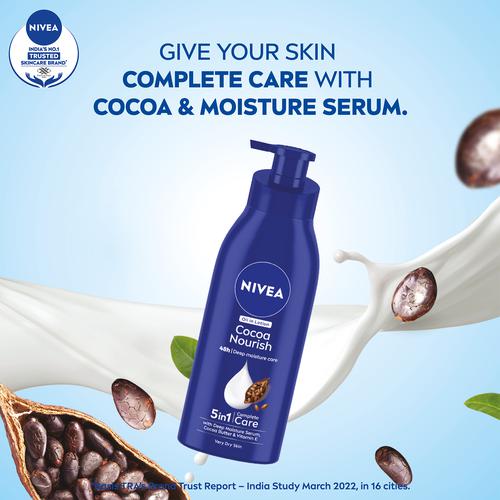 NIVEA
INDIA'S NO.1
TRUSTED
SKINCARE BRAND*
GIVE YOUR SKIN
COMPLETE CARE WITH
COCOA & MOISTURE SERUM.
NIVEA
Oil in Lotion
Cocoa
Nourish
48h | Deep moisture care
5in1 Complete Care
with Deep Moisture Serum,
Cocoa Butter & Vitamin E
Very Dry Skin
TRA's Brand Trust Report – India Study March 2022, in 16 cities.